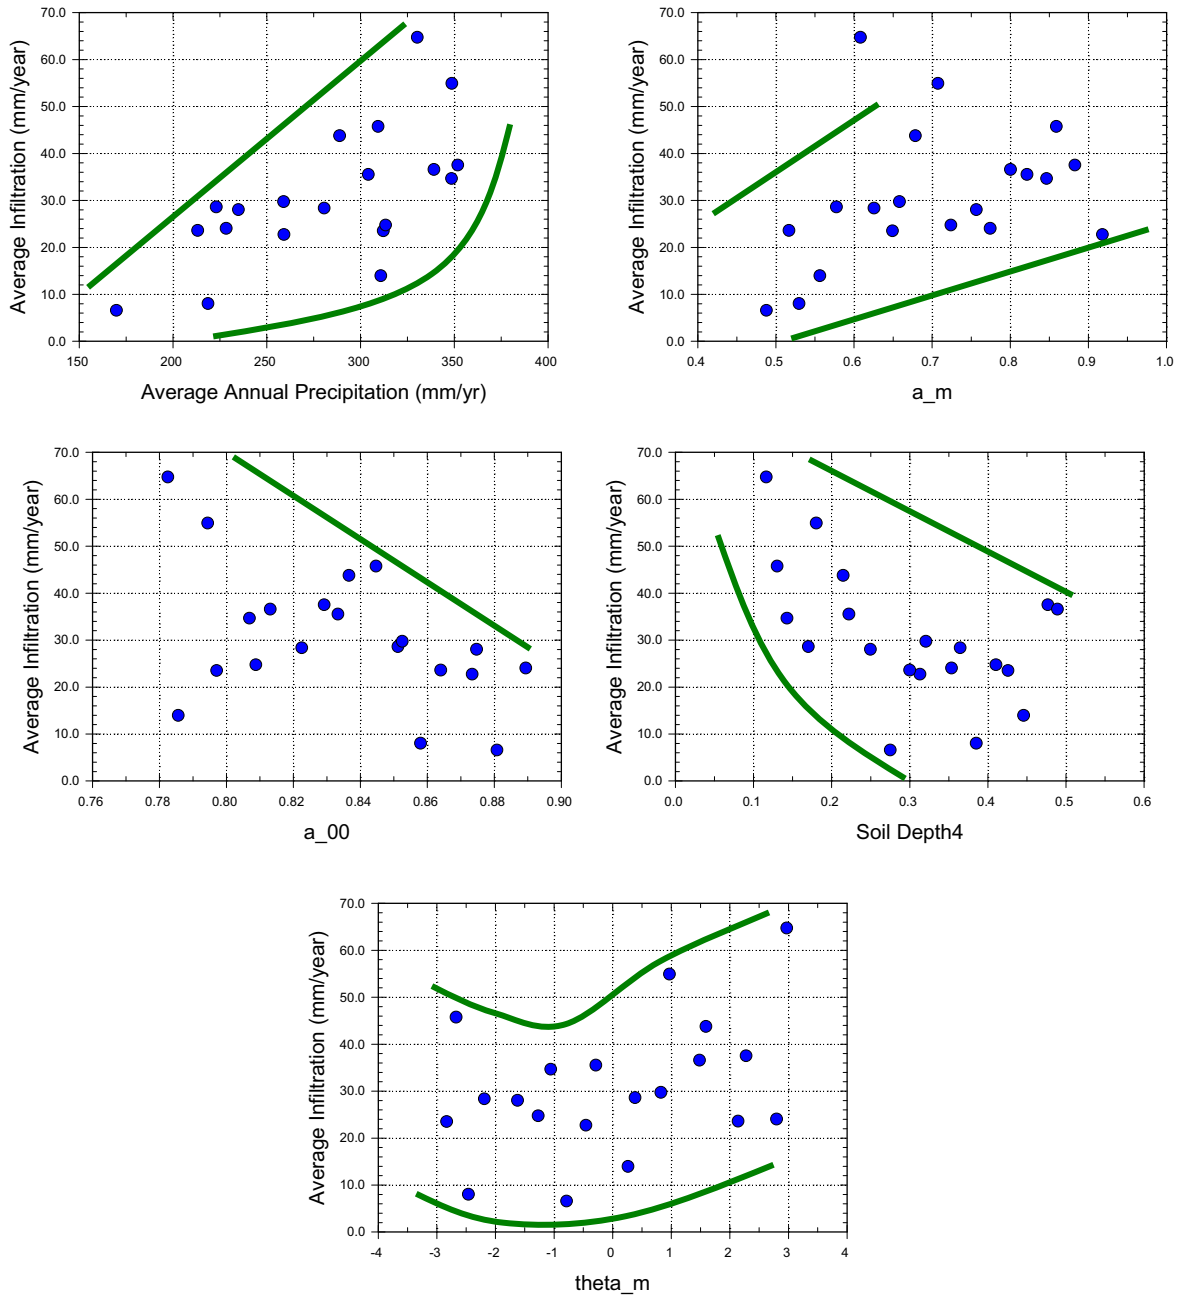 70.0
60.0
50.0
40.0
30.0
20.0
10.0
0.0
Average Infiltration (mm/year)
150 200 250 300 350 400
Average Annual Precipitation (mm/yr)
70.0
60.0
50.0
40.0
30.0
20.0
10.0
0.0
Average Infiltration (mm/year)
0.4 0.5 0.6 0.7 0.8 0.9 1.0
a_m
70.0
60.0
50.0
40.0
30.0
20.0
10.0
0.0
Average Infiltration (mm/year)
0.76 0.78 0.80 0.82 0.84 0.86 0.88 0.90
a_00
70.0
60.0
50.0
40.0
30.0
20.0
10.0
0.0
Average Infiltration (mm/year)
0.0 0.1 0.2 0.3 0.4 0.5 0.6
Soil Depth4
70.0
60.0
50.0
40.0
30.0
20.0
10.0
0.0
Average Infiltration (mm/year)
-4 -3 -2 -1 0 1 2 3 4
theta_m